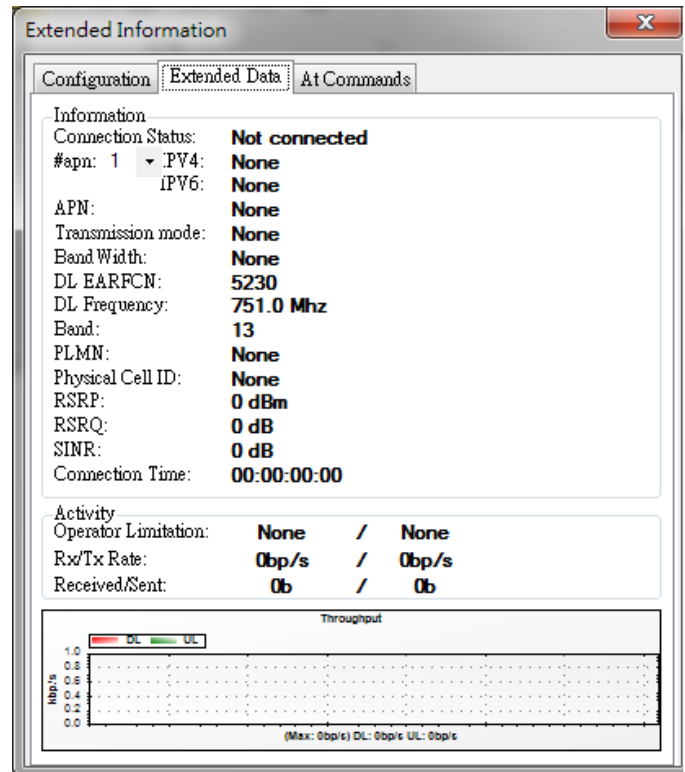 Extended Information
Configuration Extended Data At Commands
Information
Connection Status: Not connected
#apn: 1 IPV4: None
IPV6: None
APN: None
Transmission mode: None
Band Width: None
DL EARFCN: 5230
DL Frequency: 751.0 Mhz
Band: 13
PLMN: None
Physical Cell ID: None
RSRP: 0 dBm
RSRQ: 0 dB
SINR: 0 dB
Connection Time: 00:00:00:00
Activity
Operator Limitation: None / None
Rx/Tx Rate: 0bp/s / 0bp/s
Received/Sent: 0b / 0b
Throughput
DL UL
1.0
0.8
0.6
0.4
0.2
0.0
kbp/s
(Max: 0bp/s) DL: 0bp/s UL: 0bp/s